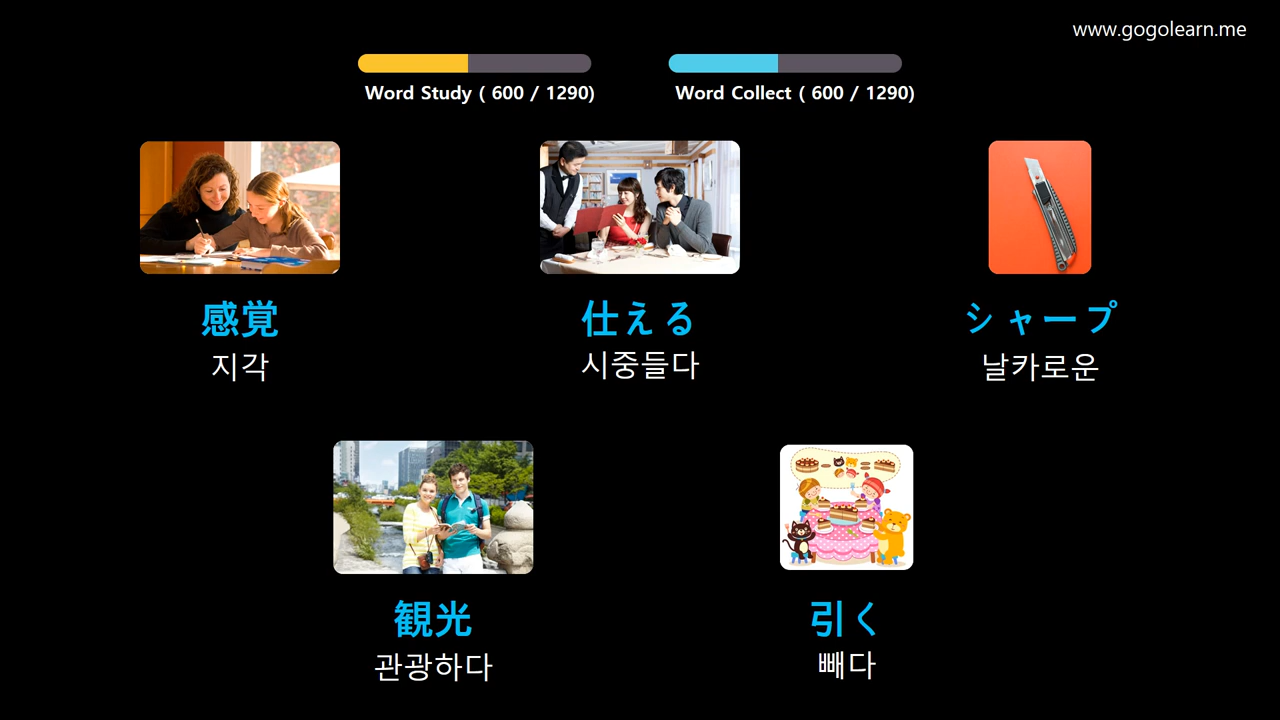 www.gogolearn.me
Word Study ( 600 / 1290)
Word Collect ( 600 / 1290)
感覚
지각
仕える
시중들다
シャープ
날카로운
観光
관광하다
引く
빼다